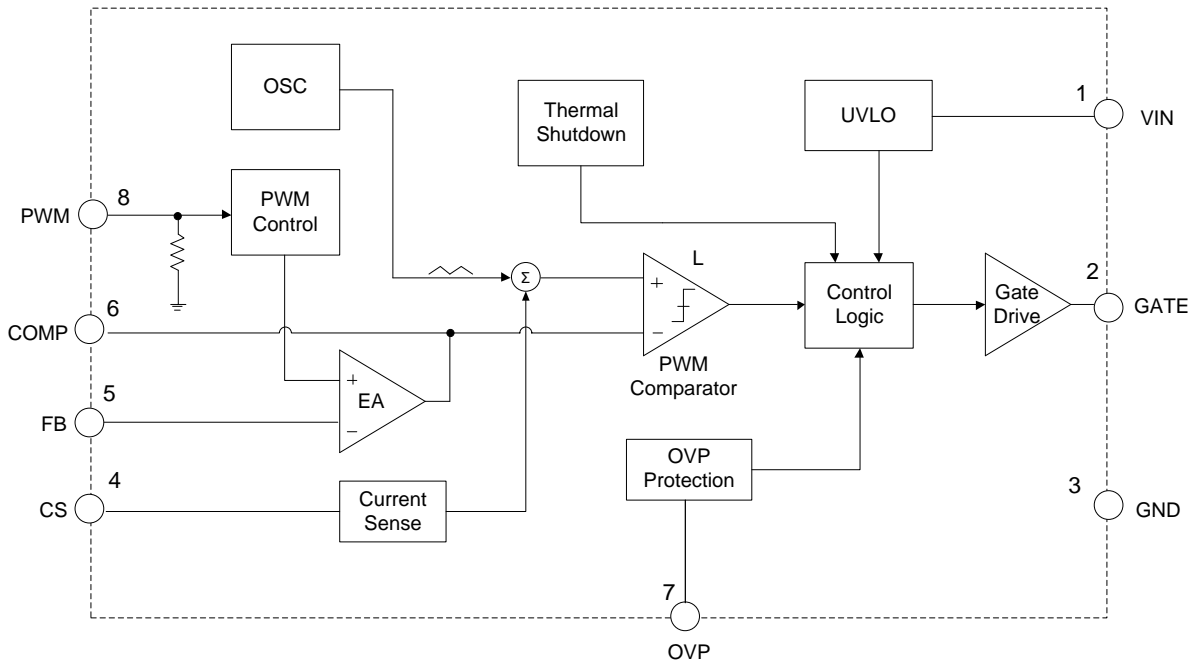 OSC
Thermal
Shutdown
UVLO
1
VIN
PWM
8
PWM
Control
L
Σ
+
−
Control
Logic
Gate
Drive
2
GATE
COMP
6
PWM
Comparator
+
EA
−
FB
5
OVP
Protection
CS
4
Current
Sense
3
GND
7
OVP